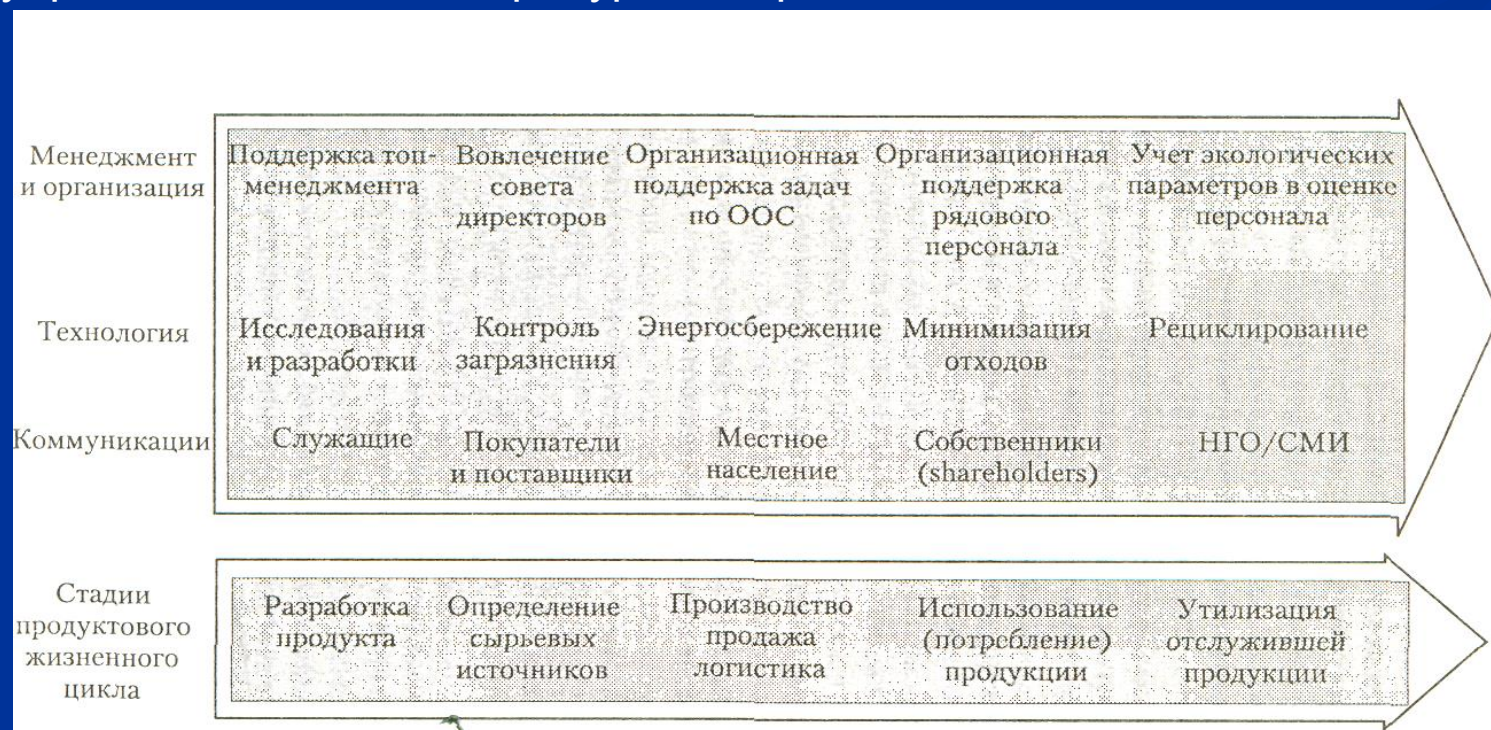 Менеджмент и организация
Поддержка топ-менеджмента
Вовлечение совета директоров
Организационная поддержка задач по ООС
Организационная поддержка рядового персонала
Учет экологических параметров в оценке персонала
Технология
Исследования и разработки
Контроль загрязнения
Энергосбережение
Минимизация отходов
Рециклирование
Коммуникации
Служащие
Покупатели и поставщики
Местное население
Собственники (shareholders)
НГО/СМИ
Стадии продуктового жизненного цикла
Разработка продукта
Определение сырьевых источников
Производство продажа логистика
Использование (потребление) продукции
Утилизация отслужившей продукции